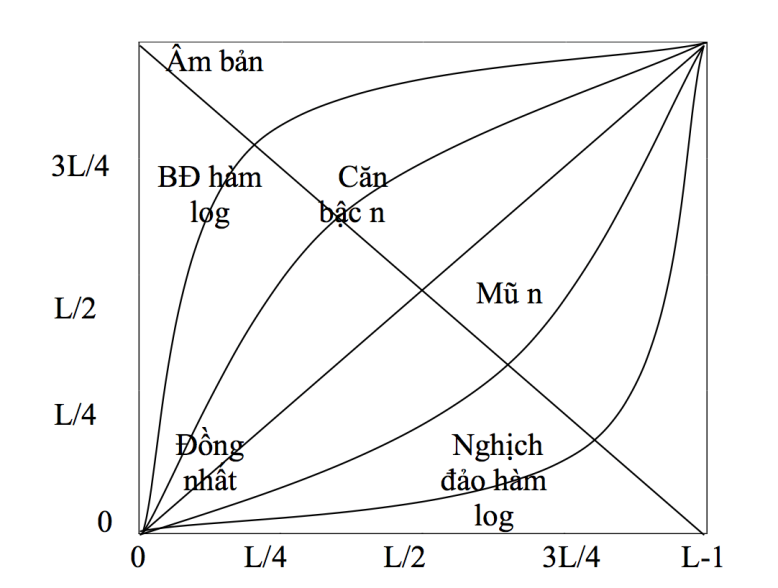 Âm bản
3L/4
BĐ hàm
log
Căn
bậc n
L/2
Mũ n
L/4
Đồng
nhất
Nghịch
đảo hàm
log
0
0
L/4
L/2
3L/4
L-1